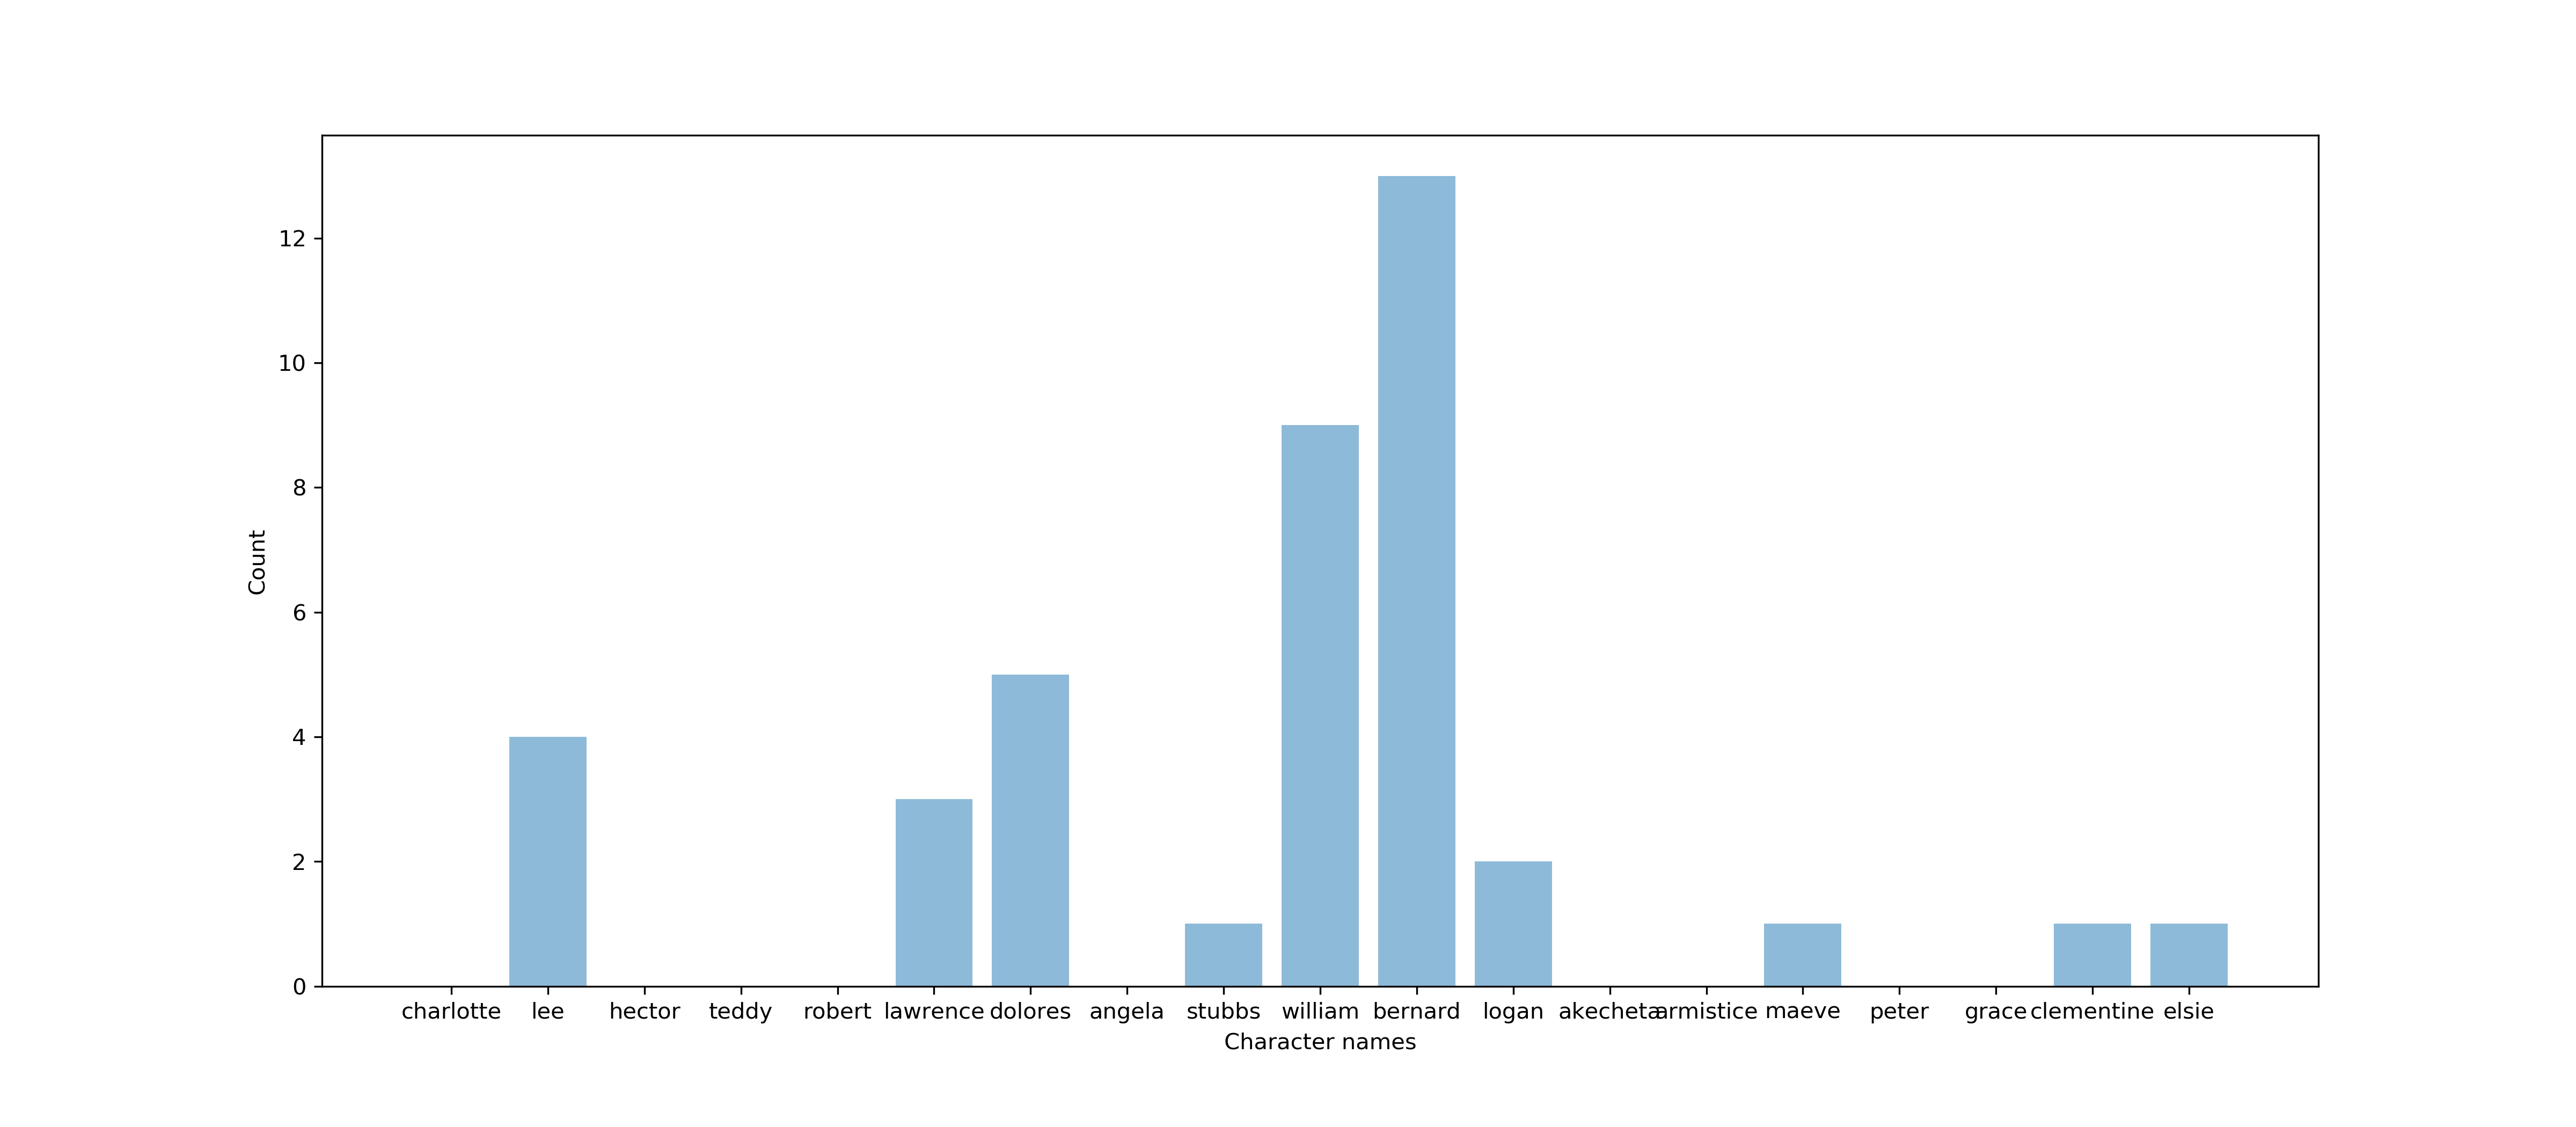 12
10
8
6
4
2
0
Count
charlotte lee hector teddy robert lawrence dolores angela stubbs william bernard logan akecheta armistice maeve peter grace clementine elsie
Character names